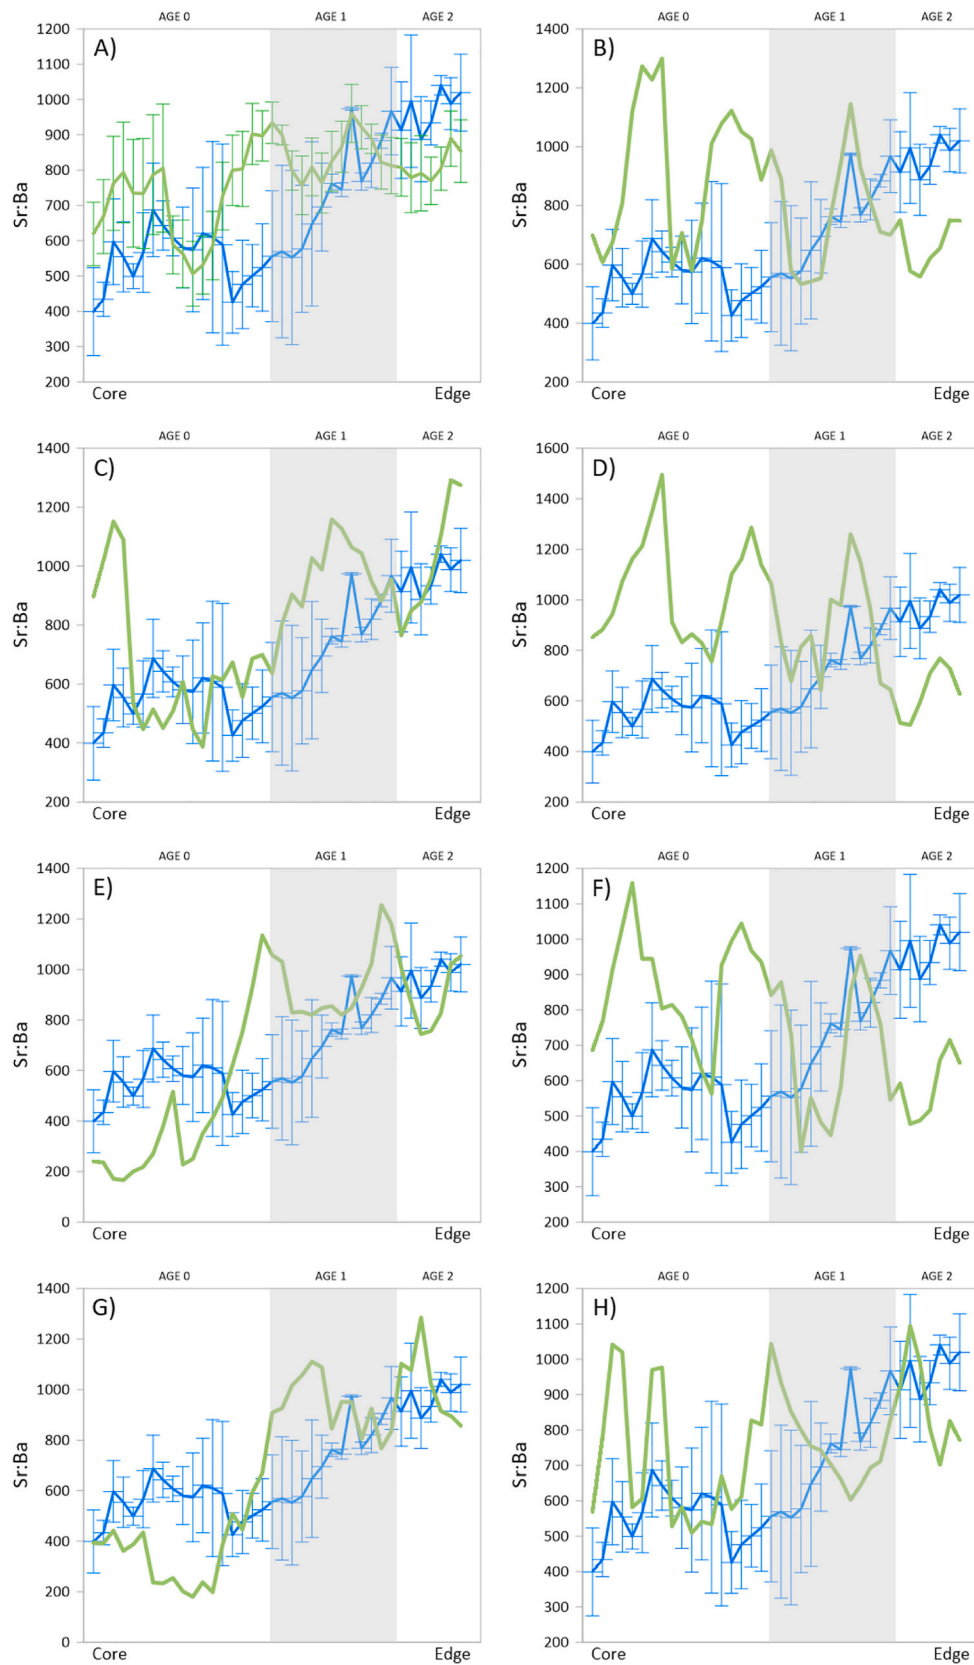 AGE 0 AGE 1 AGE 2
A)
1200
1100
1000
900
800
700
600
500
400
300
200
Sr:Ba
Core Edge
AGE 0 AGE 1 AGE 2
B)
1400
1200
1000
800
600
400
200
Sr:Ba
Core Edge
AGE 0 AGE 1 AGE 2
C)
1400
1200
1000
800
600
400
200
Sr:Ba
Core Edge
AGE 0 AGE 1 AGE 2
D)
1600
1400
1200
1000
800
600
400
200
Sr:Ba
Core Edge
AGE 0 AGE 1 AGE 2
E)
1400
1200
1000
800
600
400
200
0
Sr:Ba
Core Edge
AGE 0 AGE 1 AGE 2
F)
1200
1100
1000
900
800
700
600
500
400
300
200
Sr:Ba
Core Edge
AGE 0 AGE 1 AGE 2
G)
1400
1200
1000
800
600
400
200
0
Sr:Ba
Core Edge
AGE 0 AGE 1 AGE 2
H)
1200
1100
1000
900
800
700
600
500
400
300
200
Sr:Ba
Core Edge